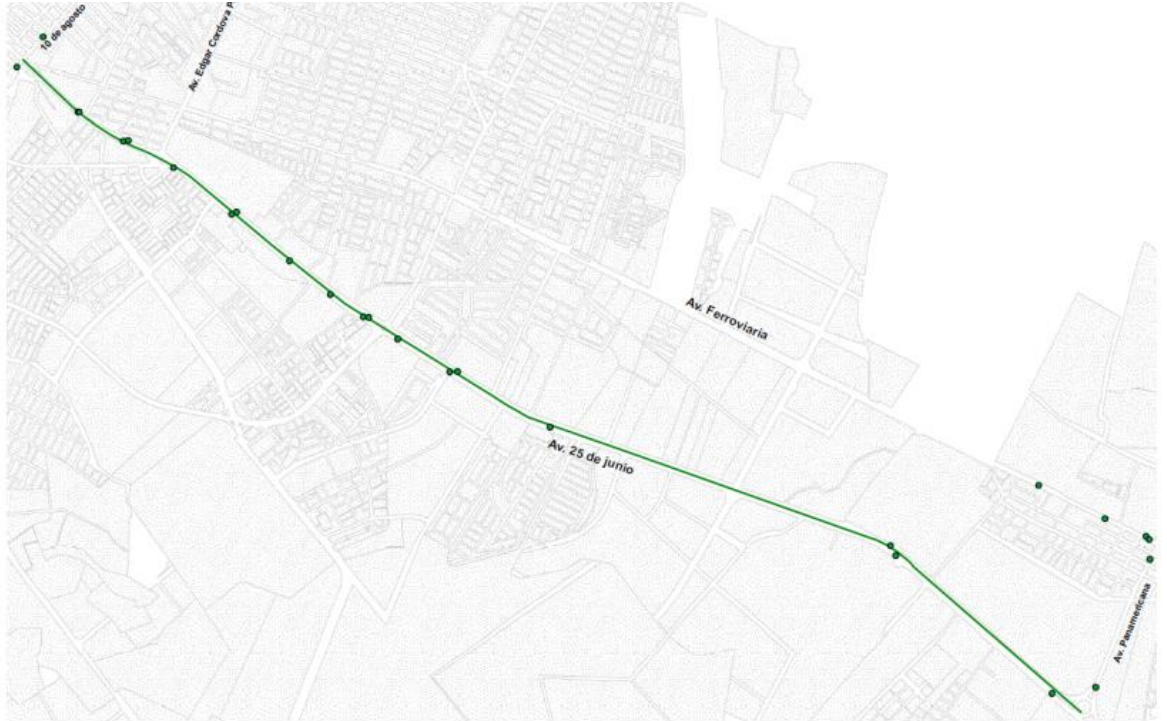 10 de agosto
Av. Edgar Cordova P
Av. Ferroviaria
Av. 25 de junio
Av. Panamericana